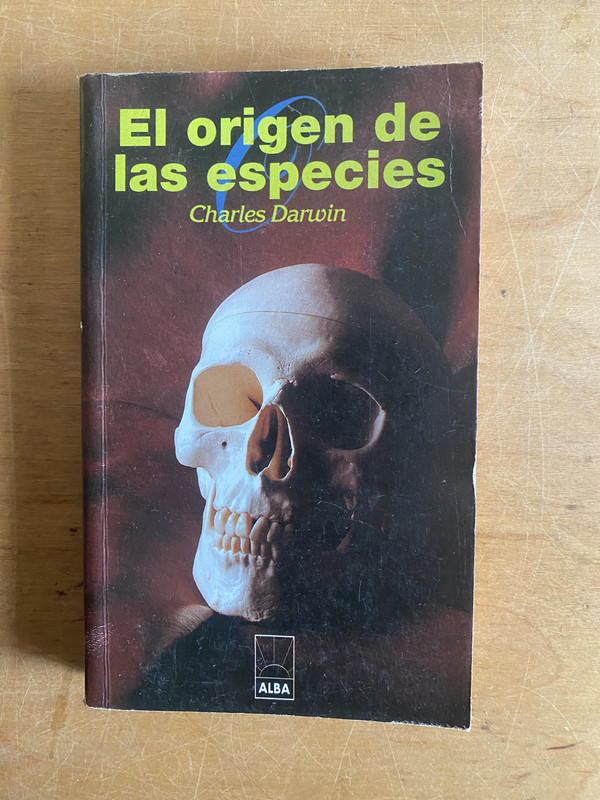 El origen de
las especies
Charles Darwin
ALBA